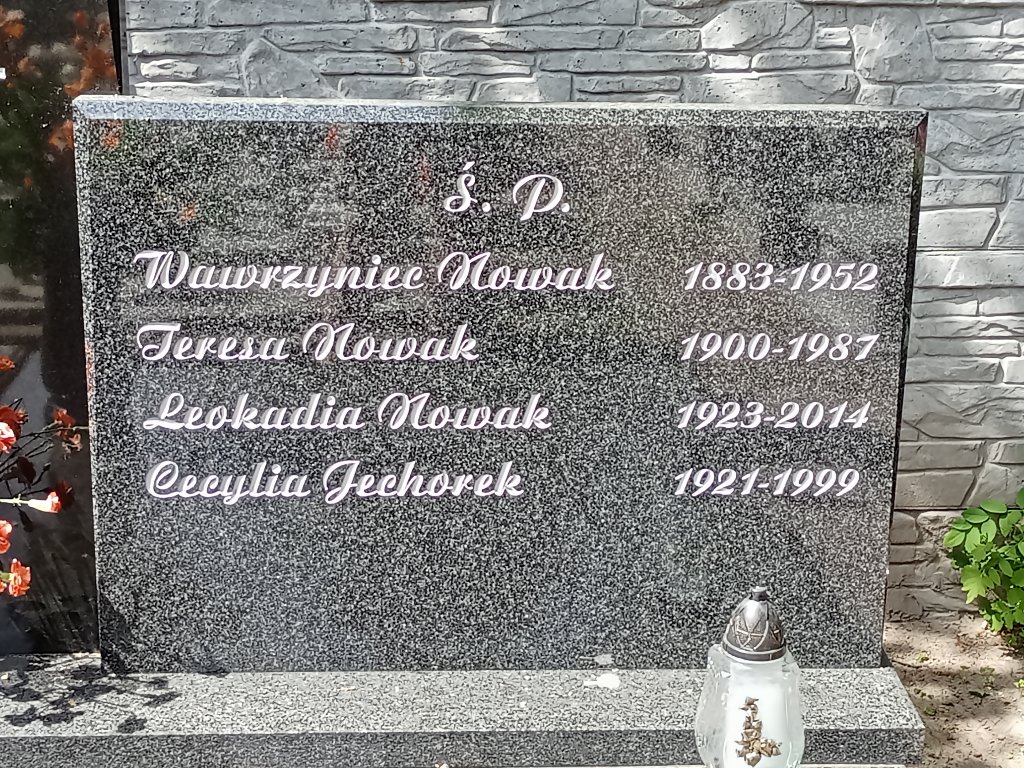 Ś. P.
Wawrzyniec Nowak 1883-1952
Teresa Nowak 1900-1987
Leokadia Nowak 1923-2014
Cecylia Jechorek 1921-1999